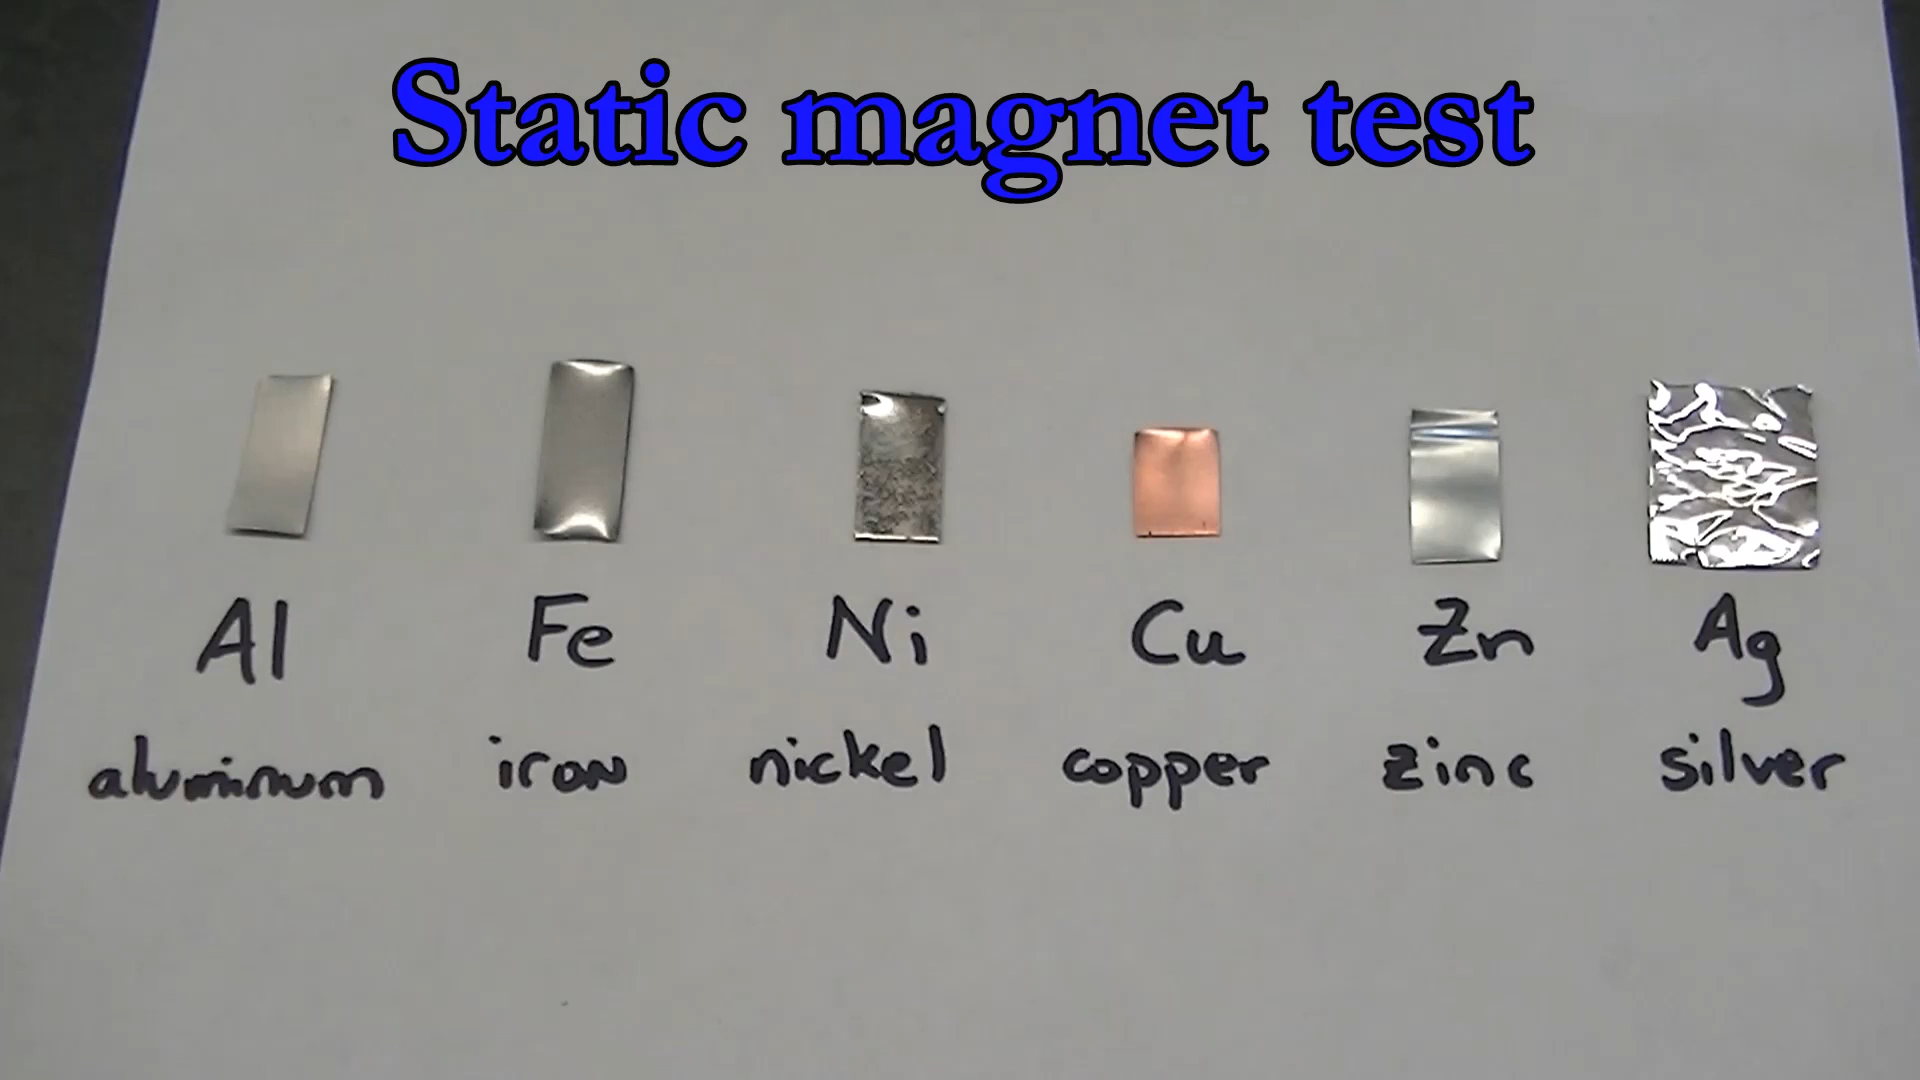 Static magnet test
Al Fe Ni Cu Zn Ag
aluminum iron nickel copper zinc silver